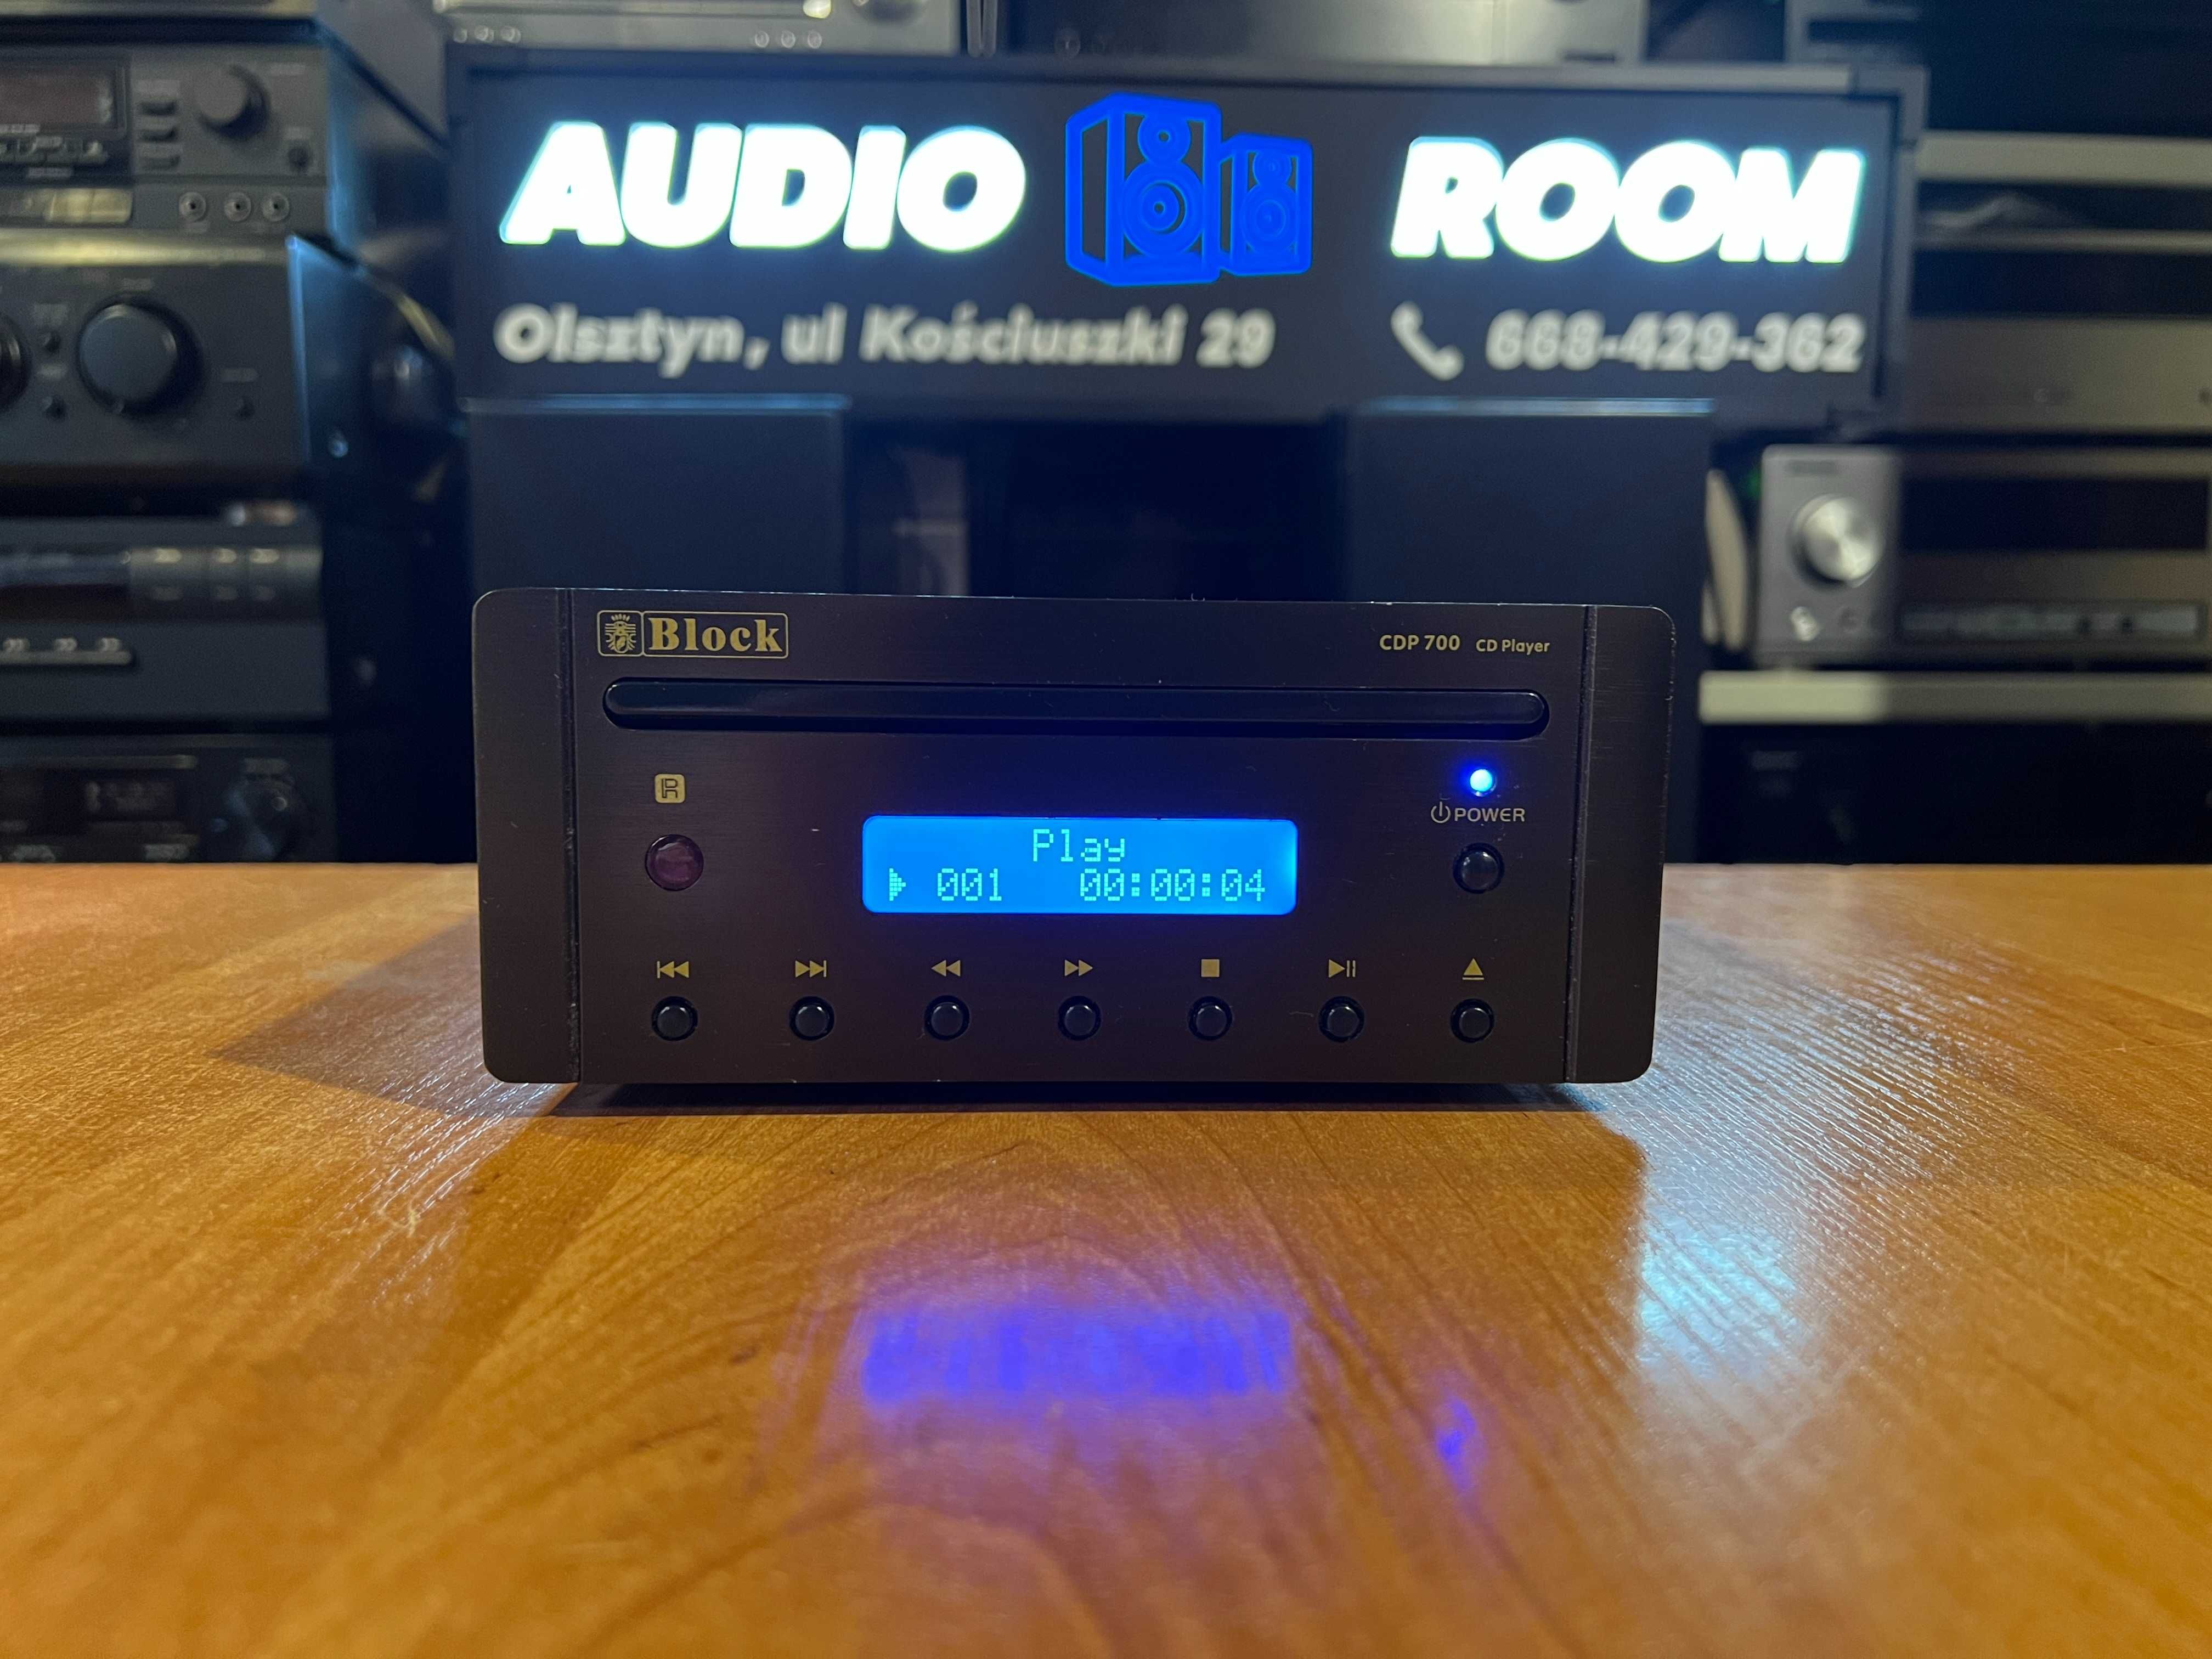 AUDIO ROOM
Olsztyn, ul Kościuszki 29 668-429-362
Block
CDP 700 CD Player
R
POWER
Play
001 00:00:04